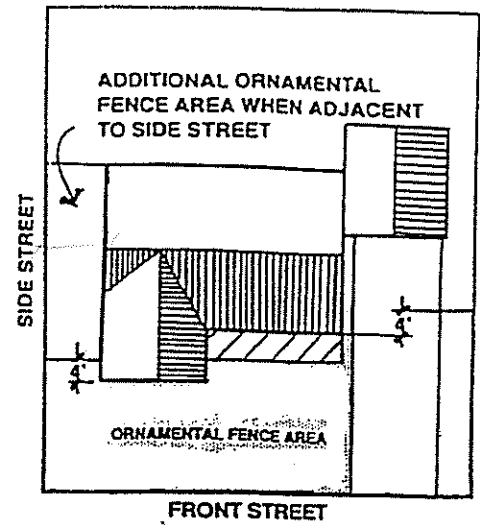 ADDITIONAL ORNAMENTAL
FENCE AREA WHEN ADJACENT
TO SIDE STREET
SIDE STREET
4'
4'
ORNAMENTAL FENCE AREA
FRONT STREET